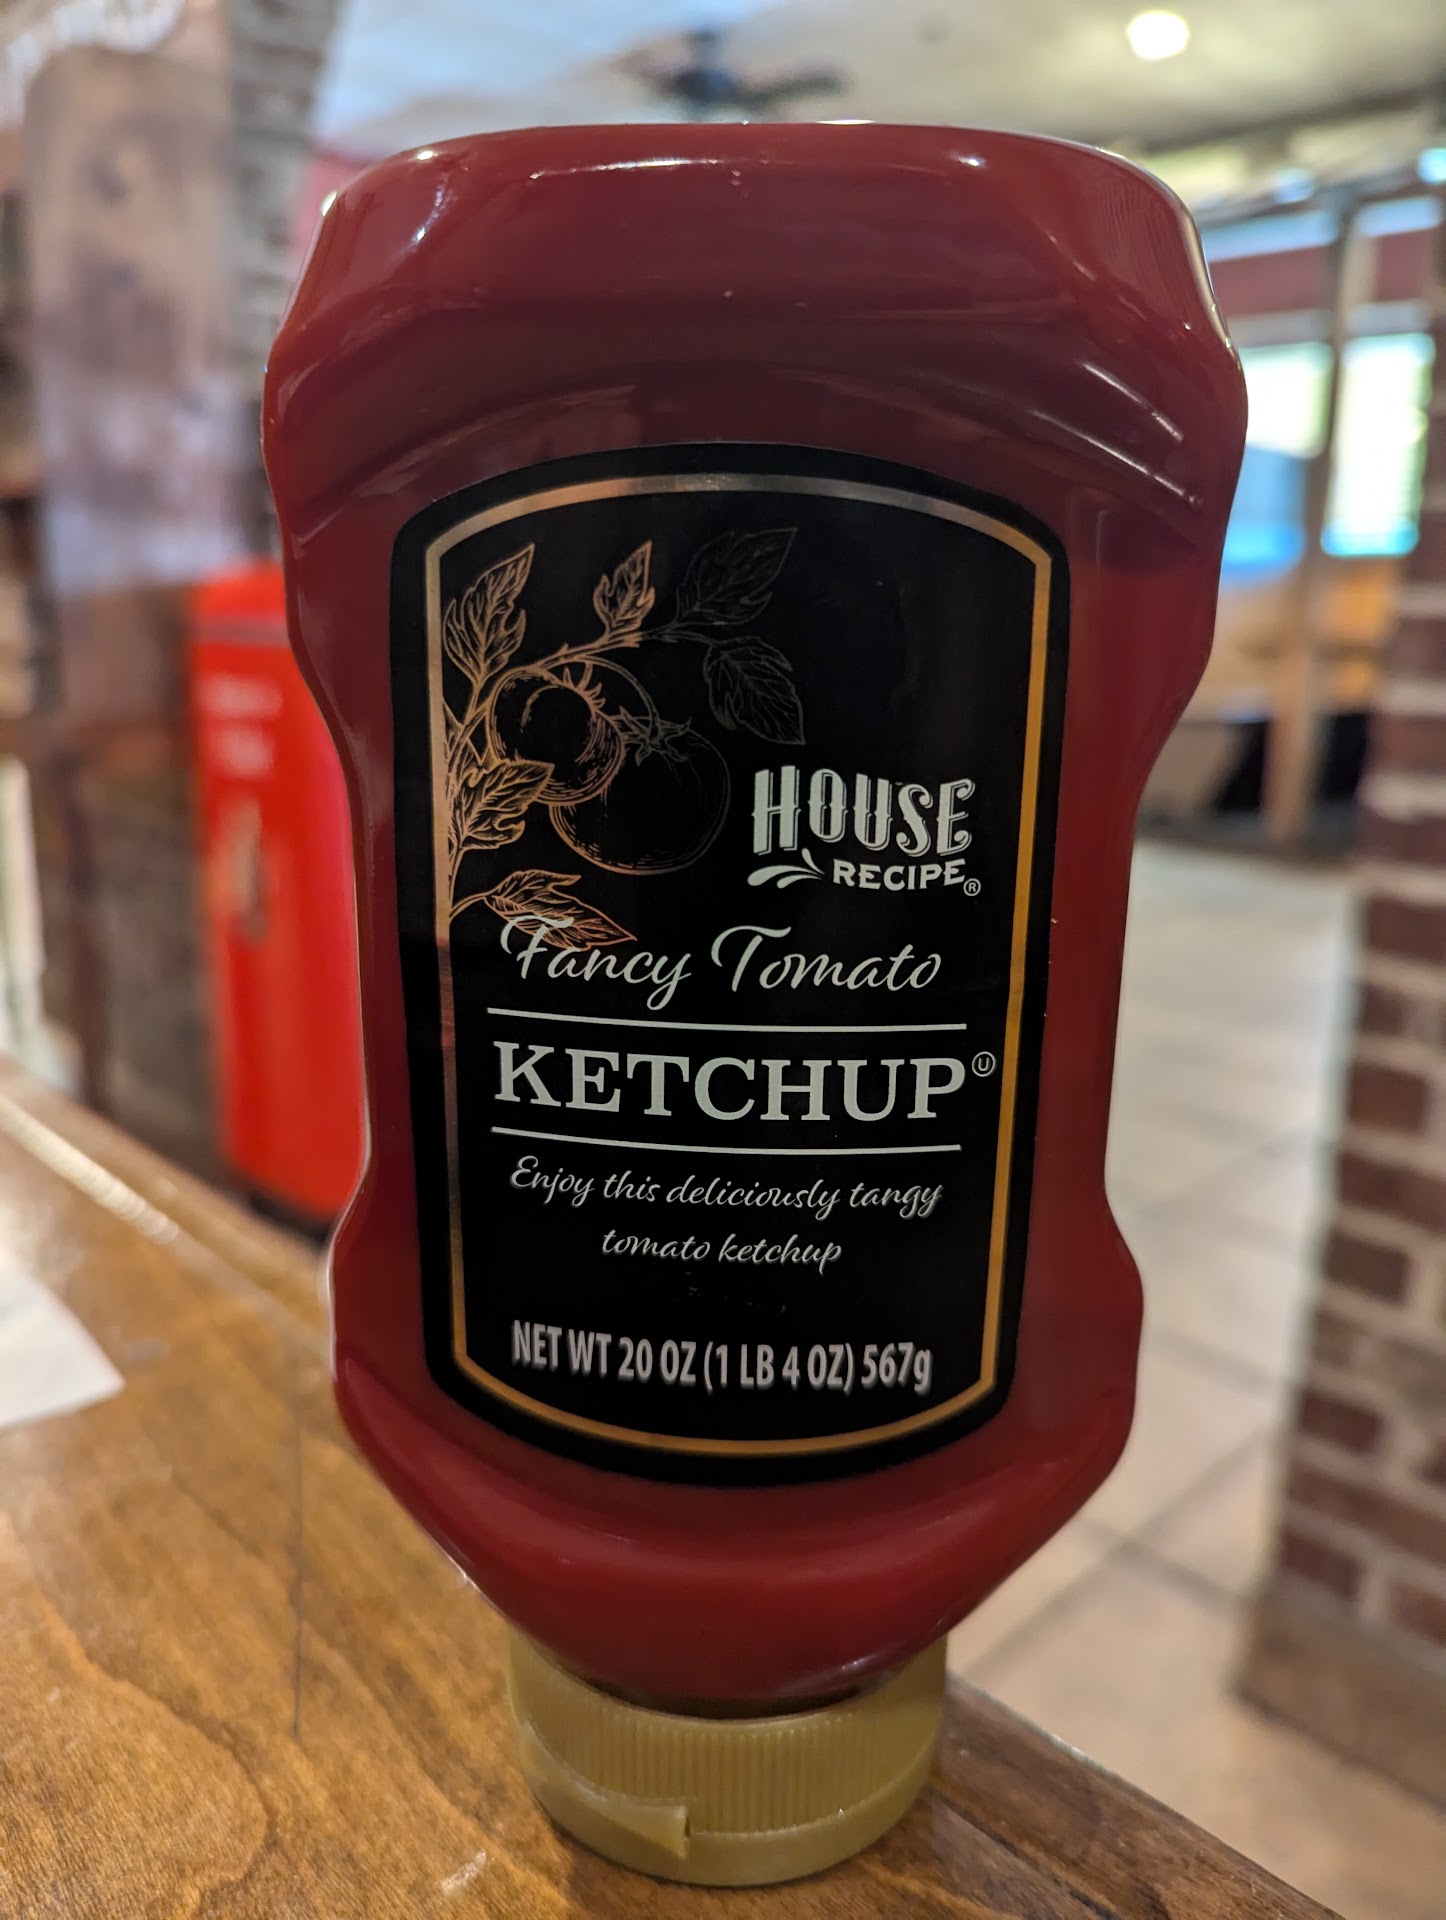 HOUSE
RECIPE®
Fancy Tomato
KETCHUP Ⓤ
Enjoy this deliciously tangy
tomato ketchup
NET WT 20 OZ (1 LB 4 OZ) 567g